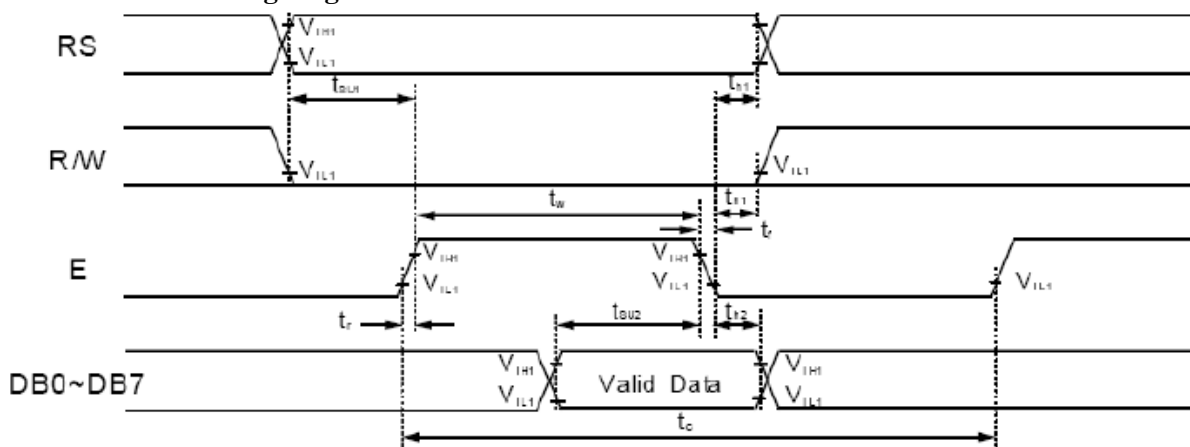 RS
V_IH1
V_IL1
t_SU1
t_h1
R/W
V_IL1
V_IL1
t_w
t_h1
t_f
E
V_IH1
V_IL1
V_IH1
V_IL1
V_IL1
t_r
t_SU2
t_h2
DB0~DB7
V_IH1
V_IL1
Valid Data
V_IH1
V_IL1
t_c